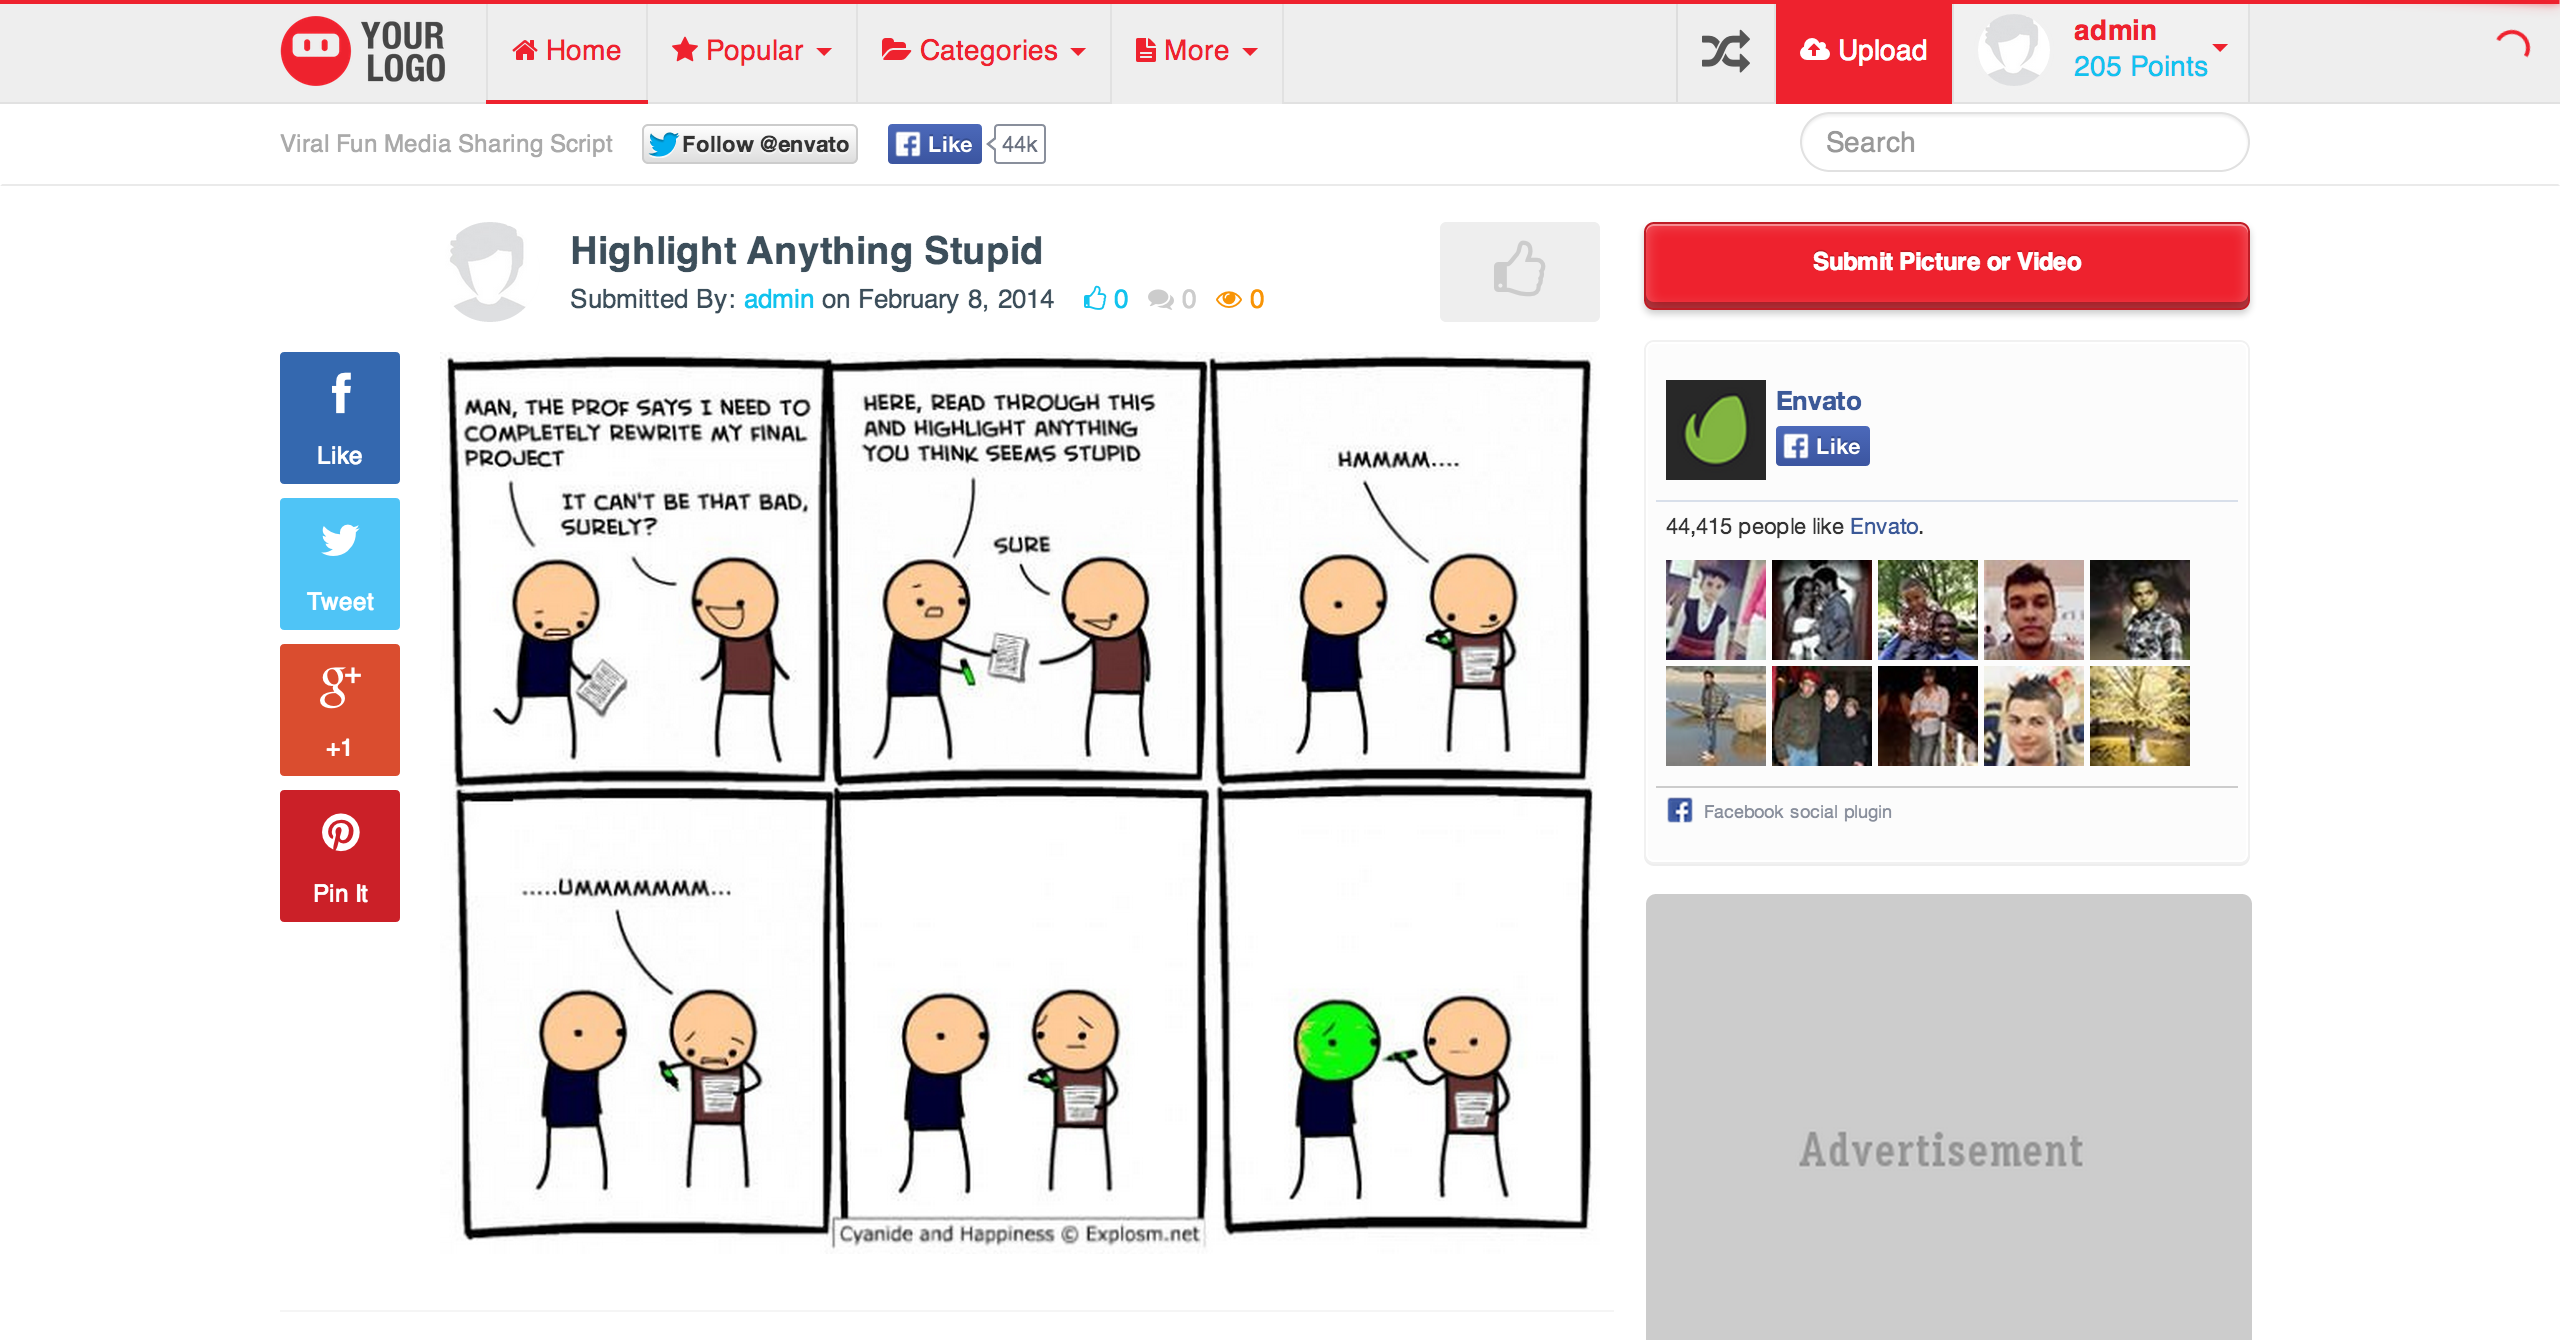 YOUR
LOGO
Home
Popular
Categories
More
Upload
admin
205 Points
Viral Fun Media Sharing Script
Follow @envato
Like
44k
Search
Highlight Anything Stupid
Submitted By: admin on February 8, 2014
0
0
0
Submit Picture or Video
Like
Tweet
g+
+1
Pin It
MAN, THE PROF SAYS I NEED TO
COMPLETELY REWRITE MY FINAL
PROJECT
IT CAN'T BE THAT BAD,
SURELY?
HERE, READ THROUGH THIS
AND HIGHLIGHT ANYTHING
YOU THINK SEEMS STUPID
SURE
HMMMM....
.....UMMMMMMM...
Cyanide and Happiness © Explosm.net
Envato
Like
44,415 people like Envato.
Facebook social plugin
Advertisement